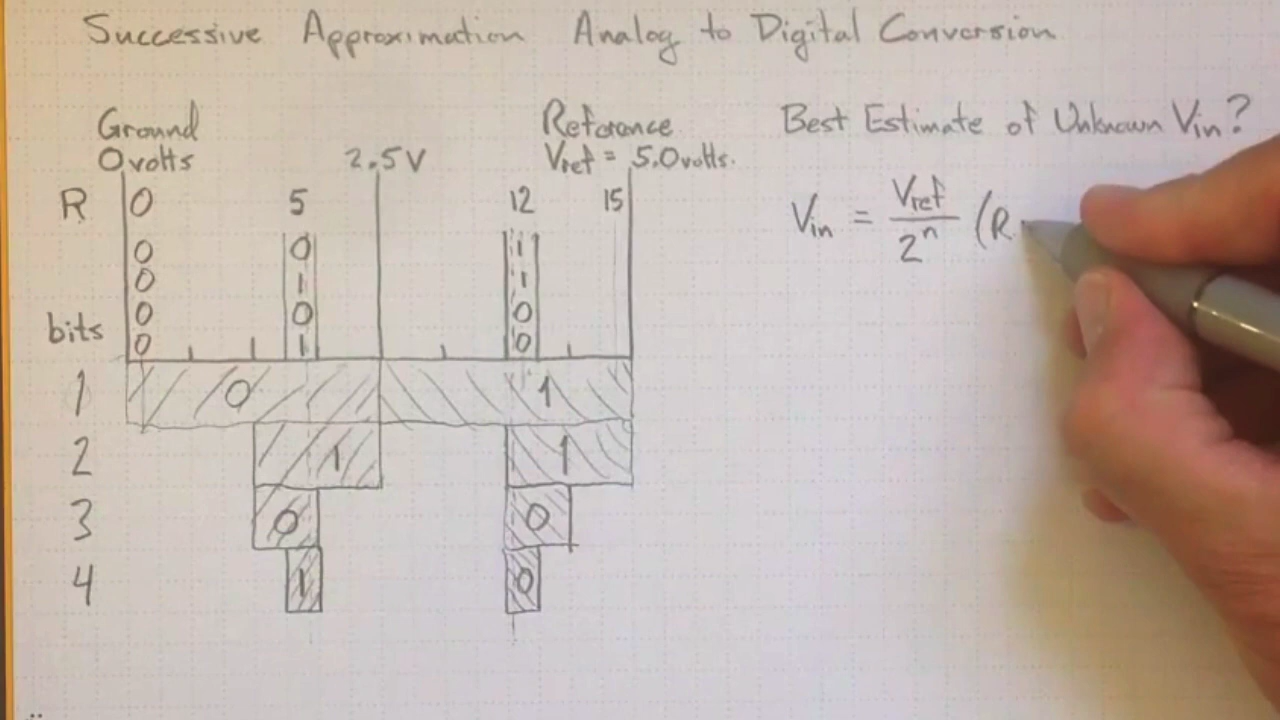 Successive Approximation Analog to Digital Conversion
Ground
0 volts
2.5V
Reference
Vref = 5.0 volts.
Best Estimate of Unknown Vin?
R 0 5 12 15
Vin = Vref / 2^n (R
0 0 1
0 1 1
0 0 0
bits 0 1 0
1 0 1
2 1 1
3 0 0
4 1 0